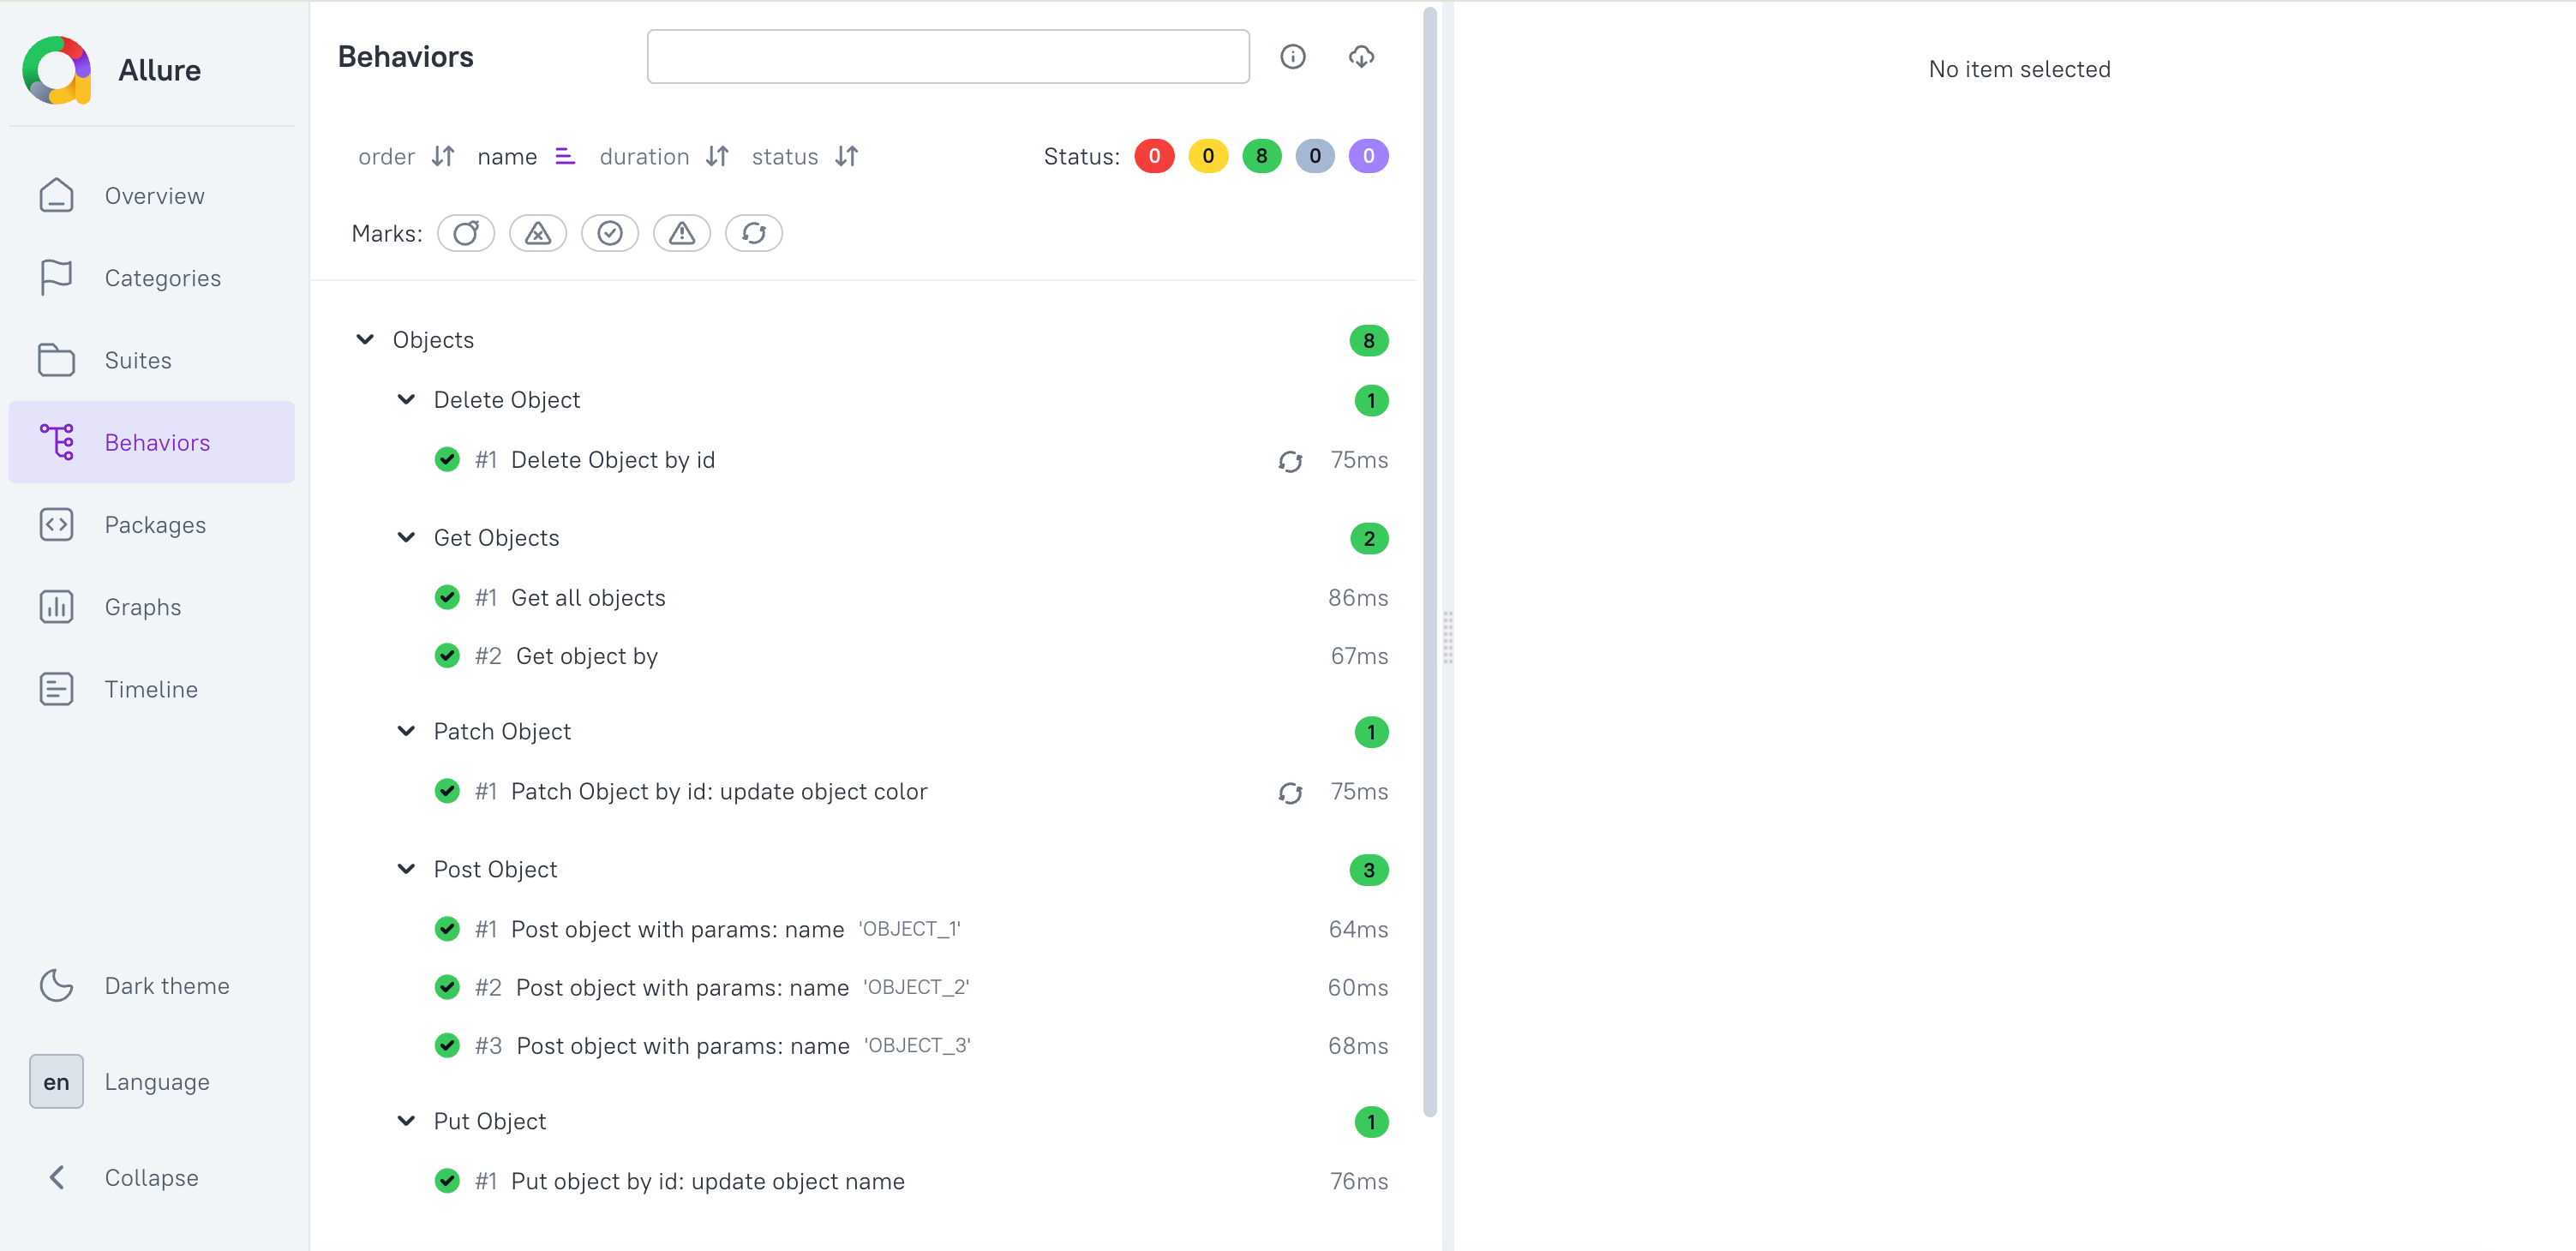 Allure
Overview
Categories
Suites
Behaviors
Packages
Graphs
Timeline
Dark theme
en Language
Collapse
Behaviors
order name duration status
Status: 0 0 8 0 0
Marks:
Objects 8
Delete Object 1
#1 Delete Object by id 75ms
Get Objects 2
#1 Get all objects 86ms
#2 Get object by 67ms
Patch Object 1
#1 Patch Object by id: update object color 75ms
Post Object 3
#1 Post object with params: name 'OBJECT_1' 64ms
#2 Post object with params: name 'OBJECT_2' 60ms
#3 Post object with params: name 'OBJECT_3' 68ms
Put Object 1
#1 Put object by id: update object name 76ms
No item selected